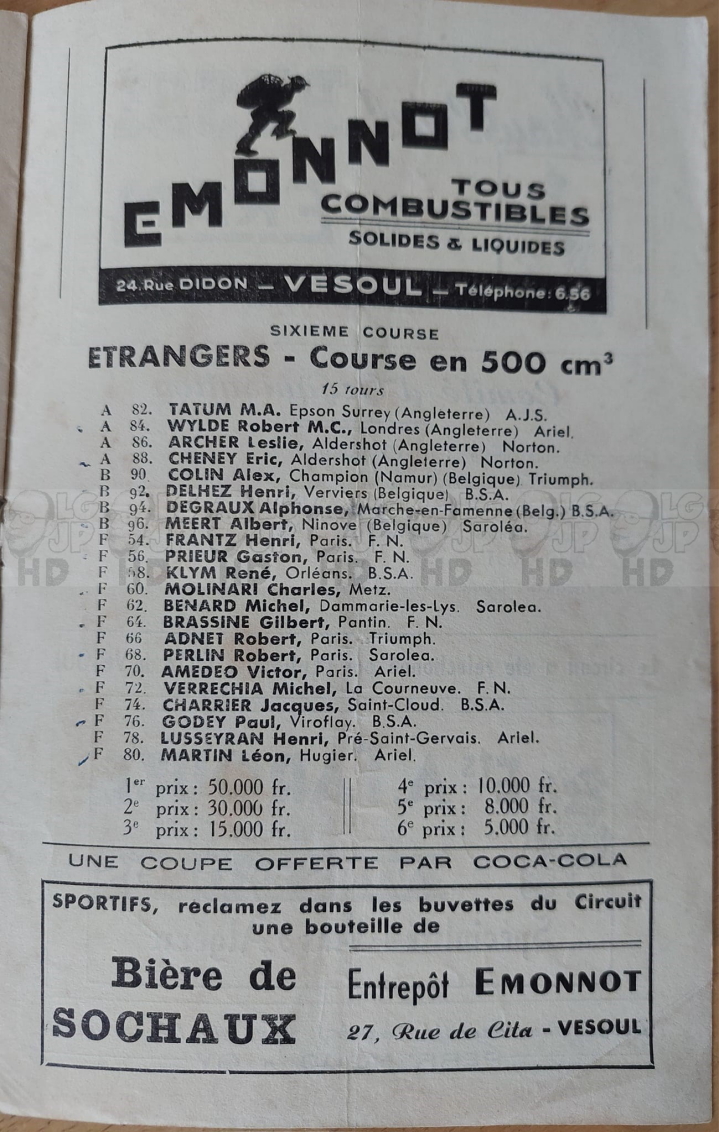 EMONNOT
TOUS
COMBUSTIBLES
SOLIDES & LIQUIDES
24, Rue DIDON — VESOUL — Téléphone: 6.56
SIXIEME COURSE
ETRANGERS - Course en 500 cm³
15 tours
A 82. TATUM M.A. Epson Surrey (Angleterre) A.J.S.
A 84. WYLDE Robert M.C., Londres (Angleterre) Ariel.
A 86. ARCHER Leslie, Aldershot (Angleterre) Norton.
A 88. CHENEY Eric, Aldershot (Angleterre) Norton.
B 90. COLIN Alex, Champion (Namur) (Belgique) Triumph.
B 92. DELHEZ Henri, Verviers (Belgique) B.S.A.
B 94. DEGRAUX Alphonse, Marche-en-Famenne (Belg.) B.S.A.
B 96. MEERT Albert, Ninove (Belgique) Saroléa.
F 54. FRANTZ Henri, Paris. F. N.
F 56. PRIEUR Gaston, Paris. F. N.
F 58. KLYM René, Orléans. B.S.A.
F 60. MOLINARI Charles, Metz.
F 62. BENARD Michel, Dammarie-les-Lys. Sarolea.
F 64. BRASSINE Gilbert, Pantin. F. N.
F 66 ADNET Robert, Paris. Triumph.
F 68. PERLIN Robert, Paris. Sarolea.
F 70. AMEDEO Victor, Paris. Ariel.
F 72. VERRECHIA Michel, La Courneuve. F. N.
F 74. CHARRIER Jacques, Saint-Cloud. B.S.A.
F 76. GODEY Paul, Viroflay. B.S.A.
F 78. LUSSEYRAN Henri, Pré-Saint-Gervais. Ariel.
F 80. MARTIN Léon, Hugier. Ariel.
1er prix : 50.000 fr. 4e prix : 10.000 fr.
2e prix : 30.000 fr. 5e prix : 8.000 fr.
3e prix : 15.000 fr. 6e prix : 5.000 fr.
UNE COUPE OFFERTE PAR COCA-COLA
SPORTIFS, réclamez dans les buvettes du Circuit
une bouteille de
Bière de
SOCHAUX
Entrepôt EMONNOT
27, Rue de Cita - VESOUL